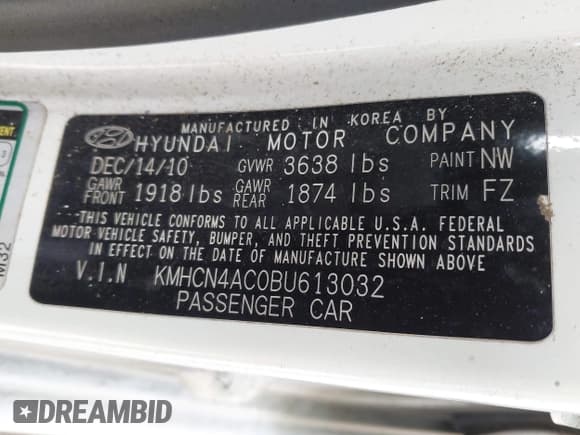 MANUFACTURED IN KOREA BY
HYUNDAI MOTOR COMPANY
DEC/14/10 GVWR 3638 lbs PAINT NW
GAWR FRONT 1918 lbs GAWR REAR 1874 lbs TRIM FZ
THIS VEHICLE CONFORMS TO ALL APPLICABLE U.S.A. FEDERAL
MOTOR VEHICLE SAFETY, BUMPER, AND THEFT PREVENTION STANDARDS
IN EFFECT ON THE DATE OF MANUFACTURE SHOWN ABOVE
V.I.N KMHCN4AC0BU613032
PASSENGER CAR
M32
DREAMBID